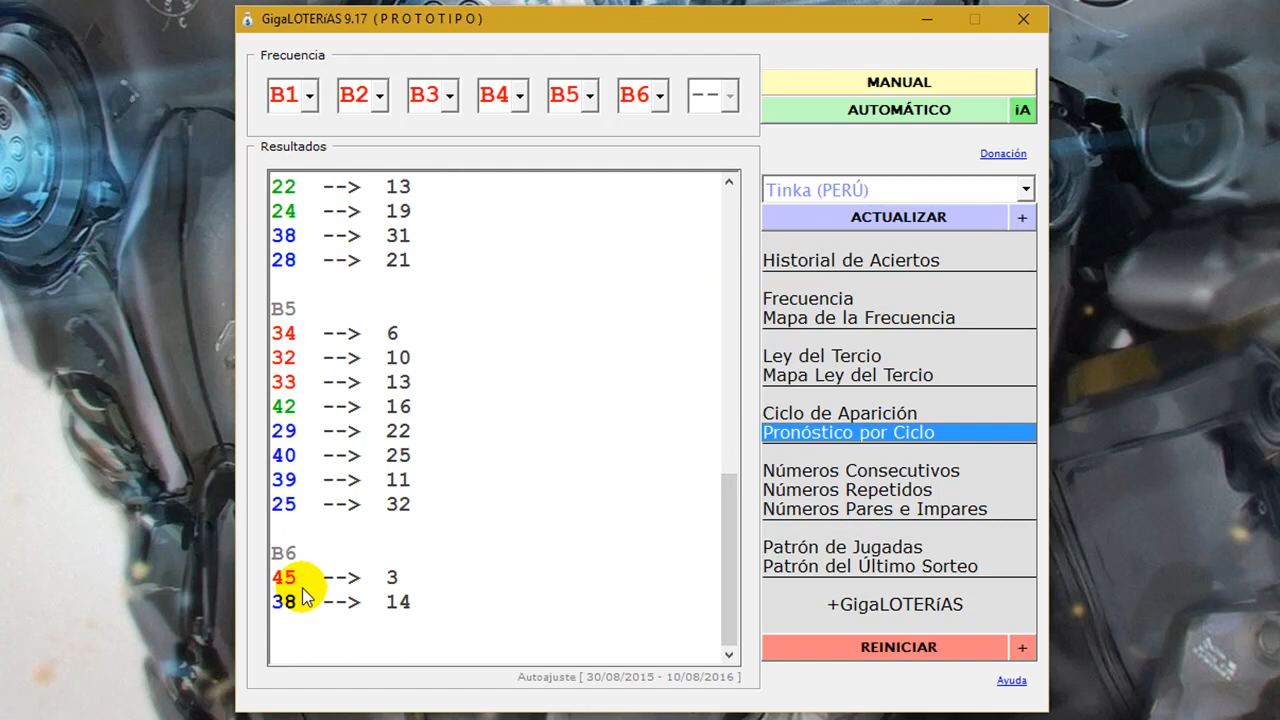 GigaLOTERíAS 9.17 ( P R O T O T I P O )
Frecuencia
B1 B2 B3 B4 B5 B6 --
Resultados
22 --> 13
24 --> 19
38 --> 31
28 --> 21
B5
34 --> 6
32 --> 10
33 --> 13
42 --> 16
29 --> 22
40 --> 25
39 --> 11
25 --> 32
B6
45 --> 3
38 --> 14
Autoajuste [ 30/08/2015 - 10/08/2016 ]
MANUAL
AUTOMÁTICO iA
Donación
Tinka (PERÚ)
ACTUALIZAR +
Historial de Aciertos
Frecuencia
Mapa de la Frecuencia
Ley del Tercio
Mapa Ley del Tercio
Ciclo de Aparición
Pronóstico por Ciclo
Números Consecutivos
Números Repetidos
Números Pares e Impares
Patrón de Jugadas
Patrón del Último Sorteo
+GigaLOTERíAS
REINICIAR +
Ayuda